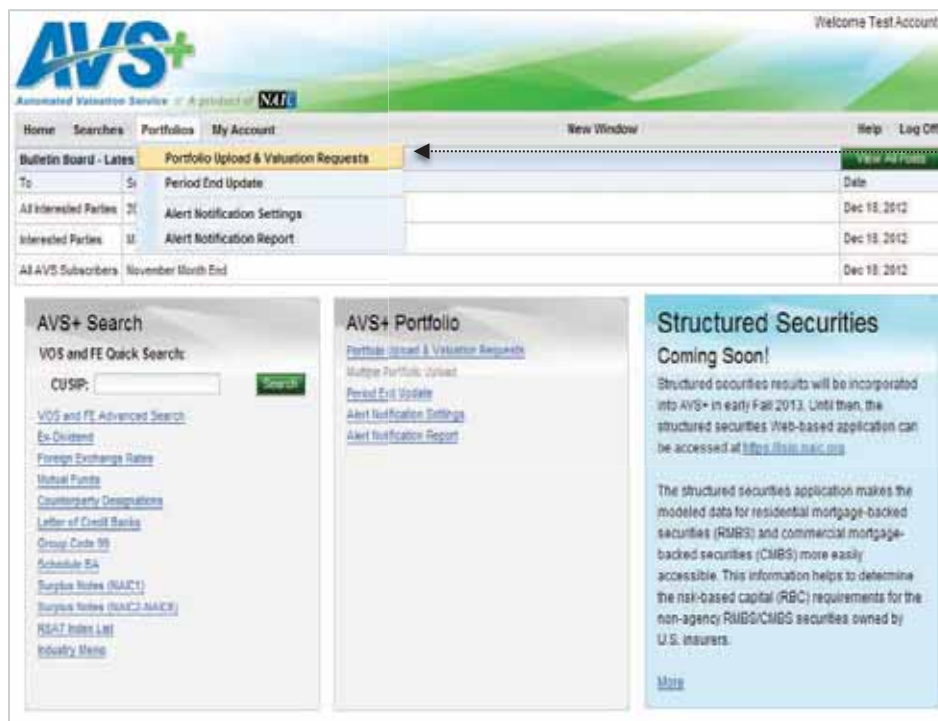 Welcome Test Account
AVS+
Automated Valuation Service A product of NAIC
Home Searches Portfolios My Account New Window Help Log Off
Bulletin Board - Lates View All Posts
Portfolio Upload & Valuation Requests
Period End Update
Alert Notification Settings
Alert Notification Report
To Su Date
All Interested Parties 20 Dec 18, 2012
Interested Parties Dec 18, 2012
All AVS Subscribers November Month End Dec 18, 2012
AVS+ Search
VOS and FE Quick Search:
CUSIP: Search
VOS and FE Advanced Search
Ex-Dividend
Foreign Exchange Rates
Mutual Funds
Counterparty Designations
Letter of Credit Banks
Group Code 99
Schedule BA
Surplus Notes (NAIC1)
Surplus Notes (NAIC2-NAIC6)
RSAT Index List
Industry Memo
AVS+ Portfolio
Portfolio Upload & Valuation Requests
Multiple Portfolio Upload
Period End Update
Alert Notification Settings
Alert Notification Report
Structured Securities
Coming Soon!
Structured securities results will be incorporated
into AVS+ in early Fall 2013. Until then, the
structured securities Web-based application can
be accessed at
The structured securities application makes the
modeled data for residential mortgage-backed
securities (RMBS) and commercial mortgage-
backed securities (CMBS) more easily
accessible. This information helps to determine
the risk-based capital (RBC) requirements for the
non-agency RMBS/CMBS securities owned by
U.S. insurers.
More